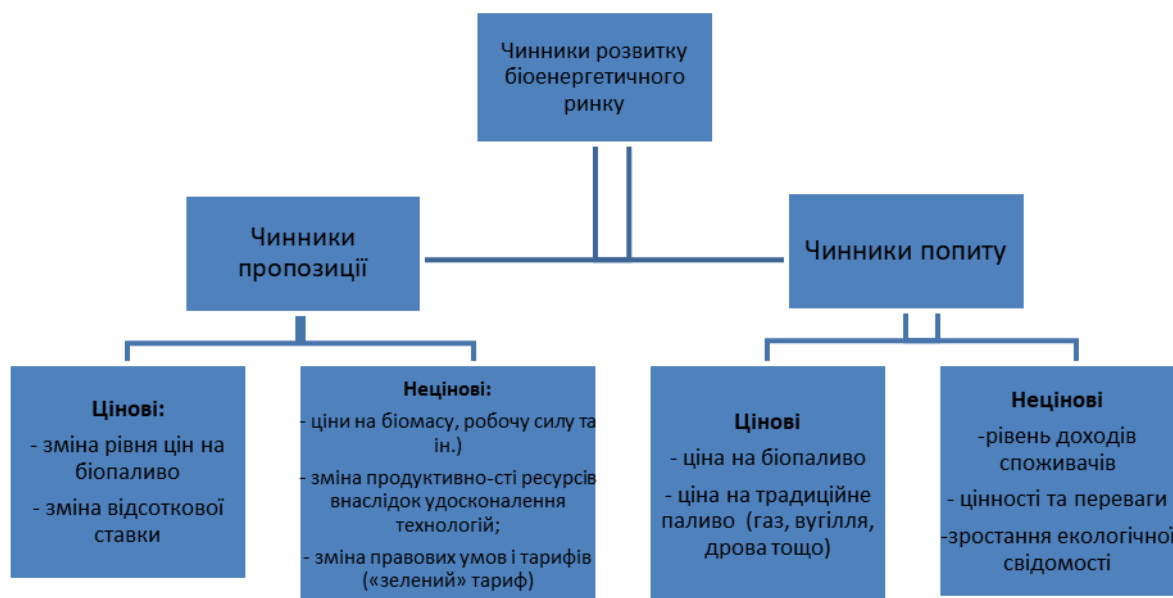 Чинники розвитку
біоенергетичного
ринку
Чинники
пропозиції
Чинники попиту
Цінові:
- зміна рівня цін на
біопаливо
- зміна відсоткової
ставки
Нецінові:
- ціни на біомасу, робочу силу та
ін.)
- зміна продуктивно-сті ресурсів
внаслідок удосконалення
технологій;
- зміна правових умов і тарифів
(«зелений» тариф)
Цінові
- ціна на біопаливо
- ціна на традиційне
паливо (газ, вугілля,
дрова тощо)
Нецінові
-рівень доходів
споживачів
- цінності та переваги
-зростання екологічної
свідомості